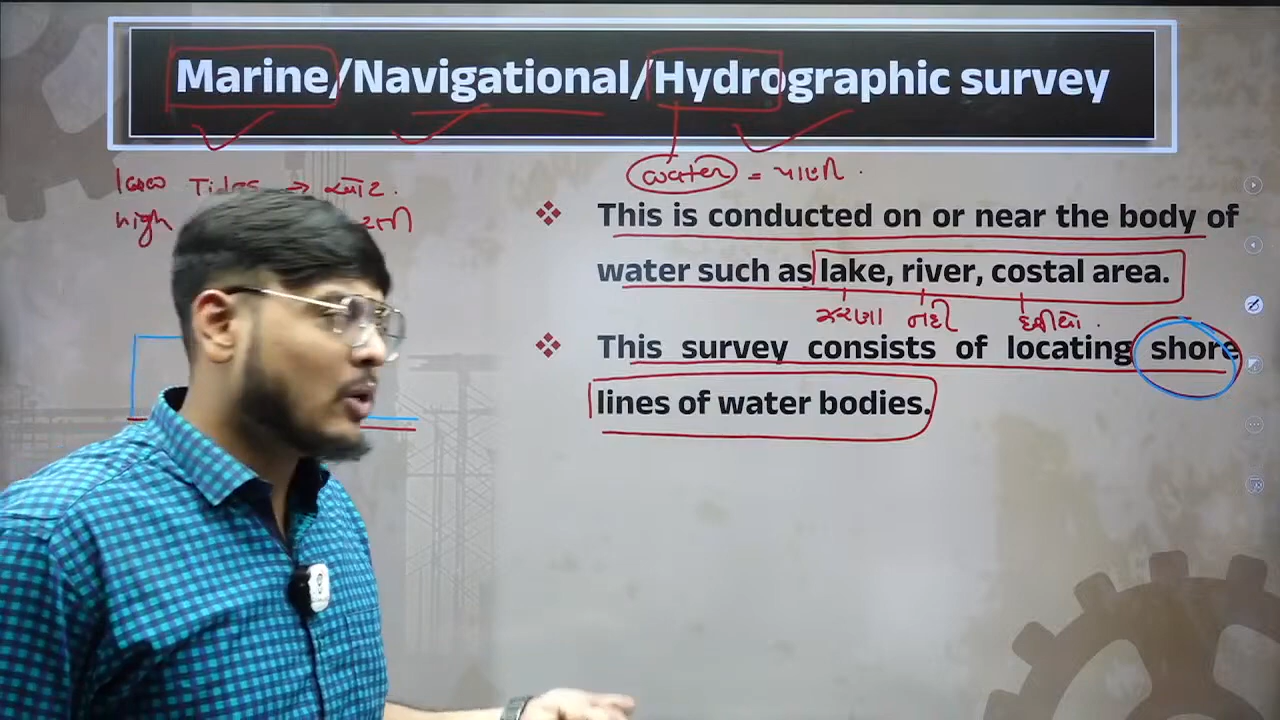 Marine/Navigational/Hydrographic survey
water = પાણી.
low Tides → ઓટ.
high
This is conducted on or near the body of
water such as lake, river, costal area.
ઝરણા નદી દરીયો.
This survey consists of locating shore
lines of water bodies.